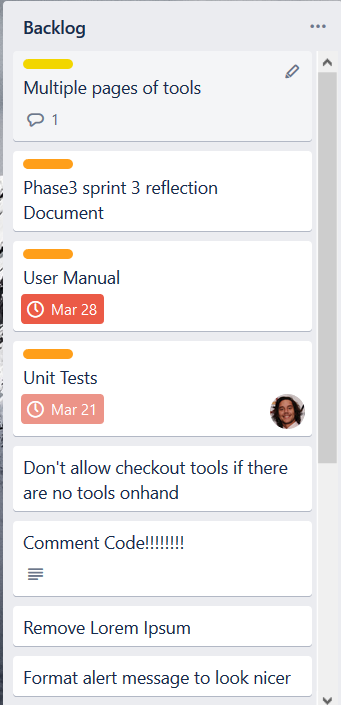 Backlog
Multiple pages of tools
1
Phase3 sprint 3 reflection
Document
User Manual
Mar 28
Unit Tests
Mar 21
Don't allow checkout tools if there
are no tools onhand
Comment Code!!!!!!!!
Remove Lorem Ipsum
Format alert message to look nicer